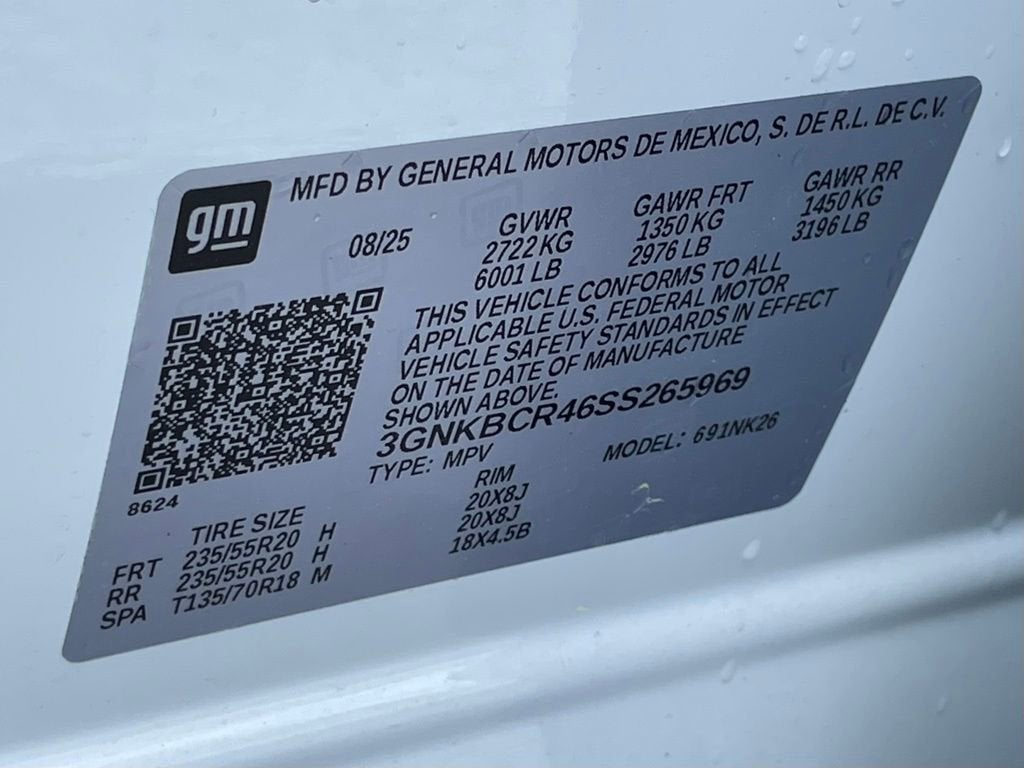 gm
MFD BY GENERAL MOTORS DE MEXICO, S. DE R.L. DE C.V.
08/25 GVWR GAWR FRT GAWR RR
2722 KG 1350 KG 1450 KG
6001 LB 2976 LB 3196 LB
THIS VEHICLE CONFORMS TO ALL
APPLICABLE U.S. FEDERAL MOTOR
VEHICLE SAFETY STANDARDS IN EFFECT
ON THE DATE OF MANUFACTURE
SHOWN ABOVE.
3GNKBCR46SS265969
TYPE: MPV MODEL: 691NK26
8624
TIRE SIZE RIM
FRT 235/55R20 H 20X8J
RR 235/55R20 H 20X8J
SPA T135/70R18 M 18X4.5B